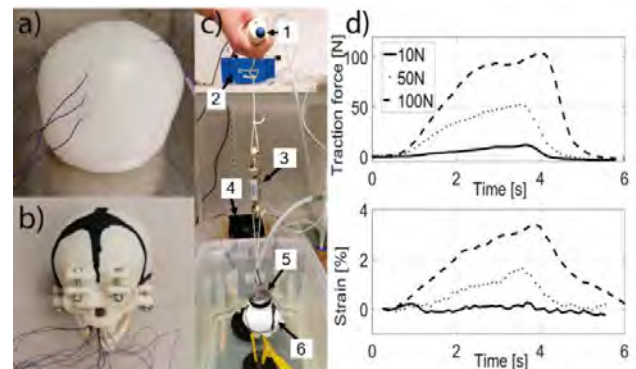 a)
b)
c)
1
2
3
4
5
6
d)
Traction force [N]
100
50
0
10N
50N
100N
0 2 4 6
Time [s]
Strain [%]
4
2
0
0 2 4 6
Time [s]